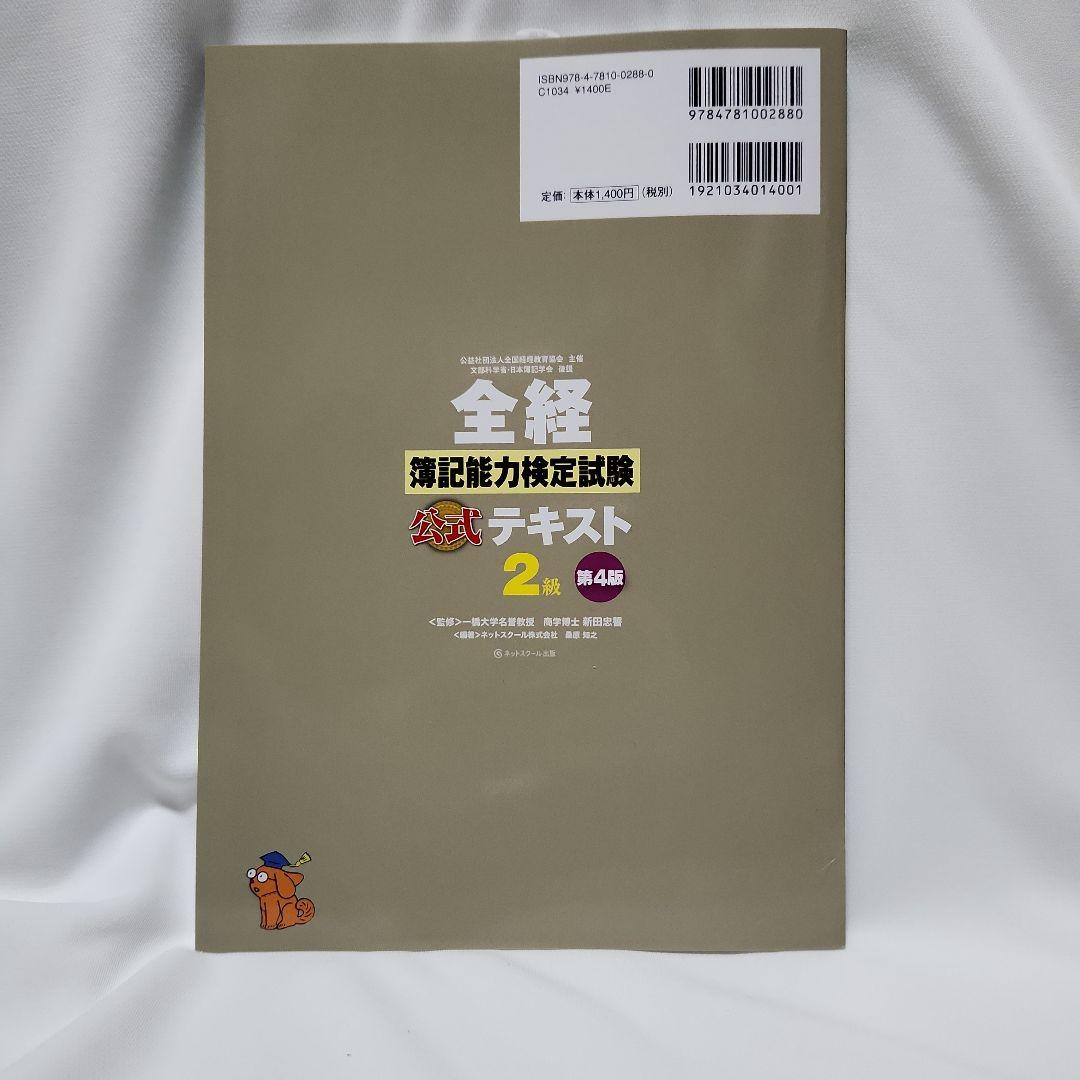 ISBN978-4-7810-0288-0
C1034 ¥1400E
9784781002880
定価：本体1,400円（税別）
1921034014001
公益社団法人全国経理教育協会 主催
文部科学省・日本簿記学会 後援
全経
簿記能力検定試験
公式テキスト
2級 第4版
＜監修＞一橋大学名誉教授 商学博士 新田忠誓
＜編著＞ネットスクール株式会社 桑原 知之
ネットスクール出版